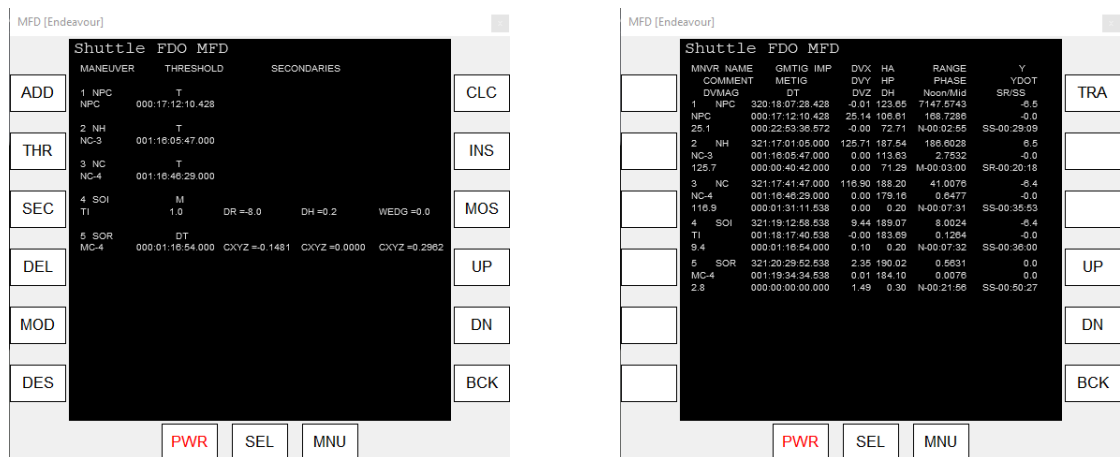 MFD [Endeavour]
x
Shuttle FDO MFD
MANEUVER THRESHOLD SECONDARIES
1 NPC T
NPC 000:17:12:10.428
2 NH T
NC-3 001:16:05:47.000
3 NC T
NC-4 001:16:46:29.000
4 SOI M
TI 1.0 DR =-8.0 DH =0.2 WEDG =0.0
5 SOR DT
MC-4 000:01:16:54.000 CXYZ =-0.1481 CXYZ =0.0000 CXYZ =0.2962
ADD
THR
SEC
DEL
MOD
DES
CLC
INS
MOS
UP
DN
BCK
PWR SEL MNU
MFD [Endeavour]
x
Shuttle FDO MFD
MNVR NAME GMTIG IMP DVX HA RANGE Y
COMMENT METIG DVY HP PHASE YDOT
DVMAG DT DVZ DH Noon/Mid SR/SS
1 NPC 320:18:07:28.428 -0.01 123.65 7147.5743 -6.5
NPC 000:17:12:10.428 25.14 106.61 168.7286 -0.0
25.1 000:22:53:36.572 -0.00 72.71 N-00:02:55 SS-00:29:09
2 NH 321:17:01:05.000 125.71 187.54 186.6028 6.5
NC-3 001:16:05:47.000 0.00 113.63 2.7532 -0.0
125.7 000:00:40:42.000 0.00 71.29 M-00:03:00 SR-00:20:18
3 NC 321:17:41:47.000 116.90 188.20 41.0076 -6.4
NC-4 001:16:46:29.000 0.00 179.16 0.6477 -0.0
116.9 000:01:31:11.538 0.00 0.20 N-00:07:31 SS-00:35:53
4 SOI 321:19:12:58.538 9.44 189.07 8.0024 -6.4
TI 001:18:17:40.538 -0.00 183.69 0.1264 -0.0
9.4 000:01:16:54.000 0.10 0.20 N-00:07:32 SS-00:36:00
5 SOR 321:20:29:52.538 2.35 190.02 0.5631 0.0
MC-4 001:19:34:34.538 0.01 184.10 0.0076 0.0
2.8 000:00:00:00.000 1.49 0.30 N-00:21:56 SS-00:50:27
TRA
UP
DN
BCK
PWR SEL MNU